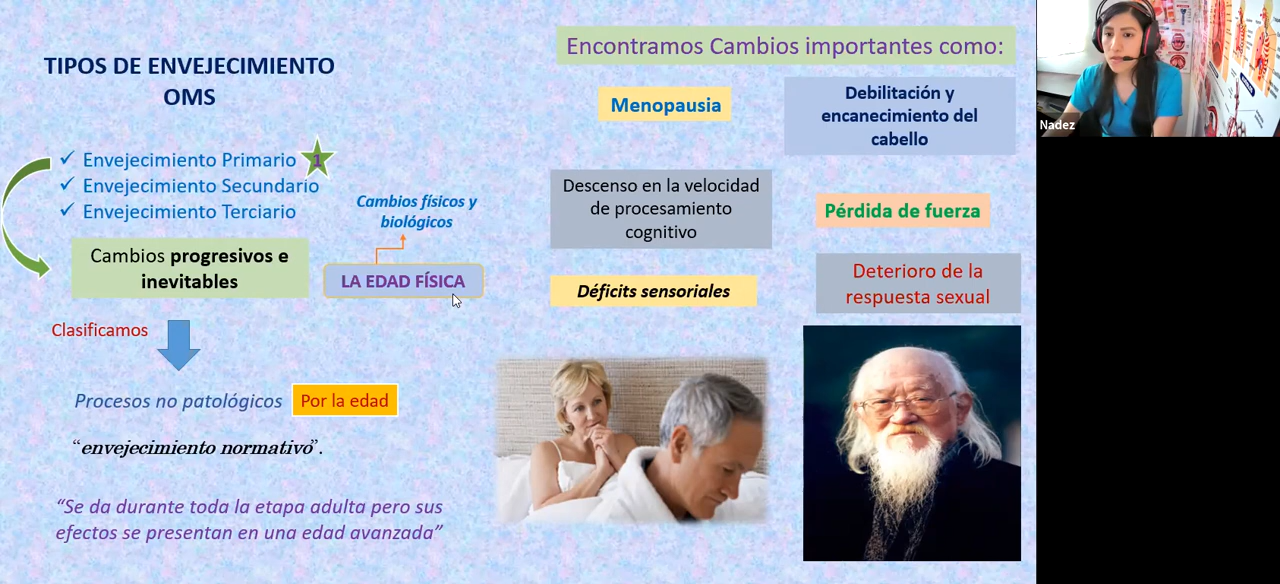 TIPOS DE ENVEJECIMIENTO
OMS
✓ Envejecimiento Primario 1
✓ Envejecimiento Secundario
✓ Envejecimiento Terciario
Cambios progresivos e
inevitables
Cambios físicos y
biológicos
LA EDAD FÍSICA
Clasificamos
Procesos no patológicos
Por la edad
“envejecimiento normativo”.
“Se da durante toda la etapa adulta pero sus
efectos se presentan en una edad avanzada”
Encontramos Cambios importantes como:
Menopausia
Debilitación y
encanecimiento del
cabello
Descenso en la velocidad
de procesamiento
cognitivo
Pérdida de fuerza
Déficits sensoriales
Deterioro de la
respuesta sexual
Nadez